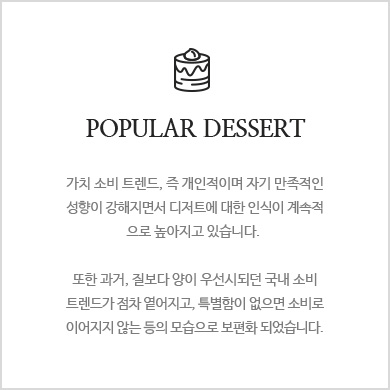 POPULAR DESSERT
가치 소비 트렌드, 즉 개인적이며 자기 만족적인
성향이 강해지면서 디저트에 대한 인식이 계속적
으로 높아지고 있습니다.
또한 과거, 질보다 양이 우선시되던 국내 소비
트렌드가 점차 옅어지고, 특별함이 없으면 소비로
이어지지 않는 등의 모습으로 보편화 되었습니다.